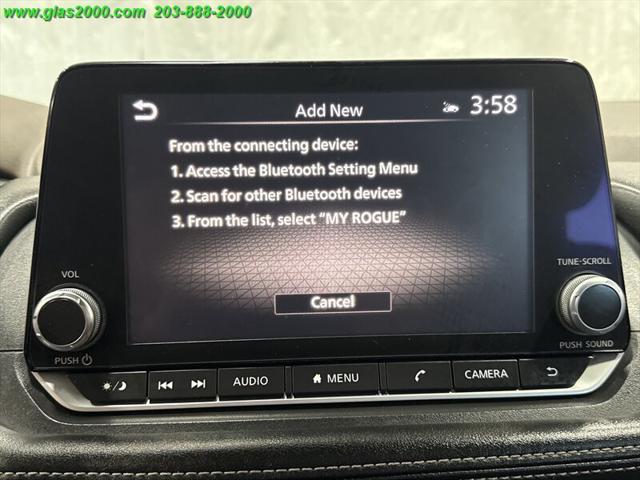 www.glas2000.com 203-888-2000
Add New
3:58
From the connecting device:
1. Access the Bluetooth Setting Menu
2. Scan for other Bluetooth devices
3. From the list, select "MY ROGUE"
Cancel
VOL
PUSH
TUNE·SCROLL
PUSH SOUND
AUDIO
MENU
CAMERA